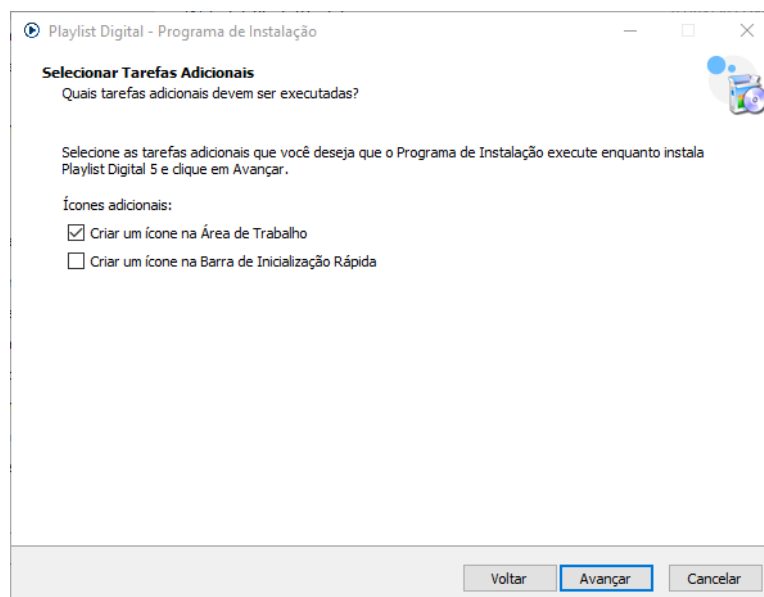 Playlist Digital - Programa de Instalação
Selecionar Tarefas Adicionais
Quais tarefas adicionais devem ser executadas?
Selecione as tarefas adicionais que você deseja que o Programa de Instalação execute enquanto instala
Playlist Digital 5 e clique em Avançar.
Ícones adicionais:
Criar um ícone na Área de Trabalho
Criar um ícone na Barra de Inicialização Rápida
Voltar
Avançar
Cancelar